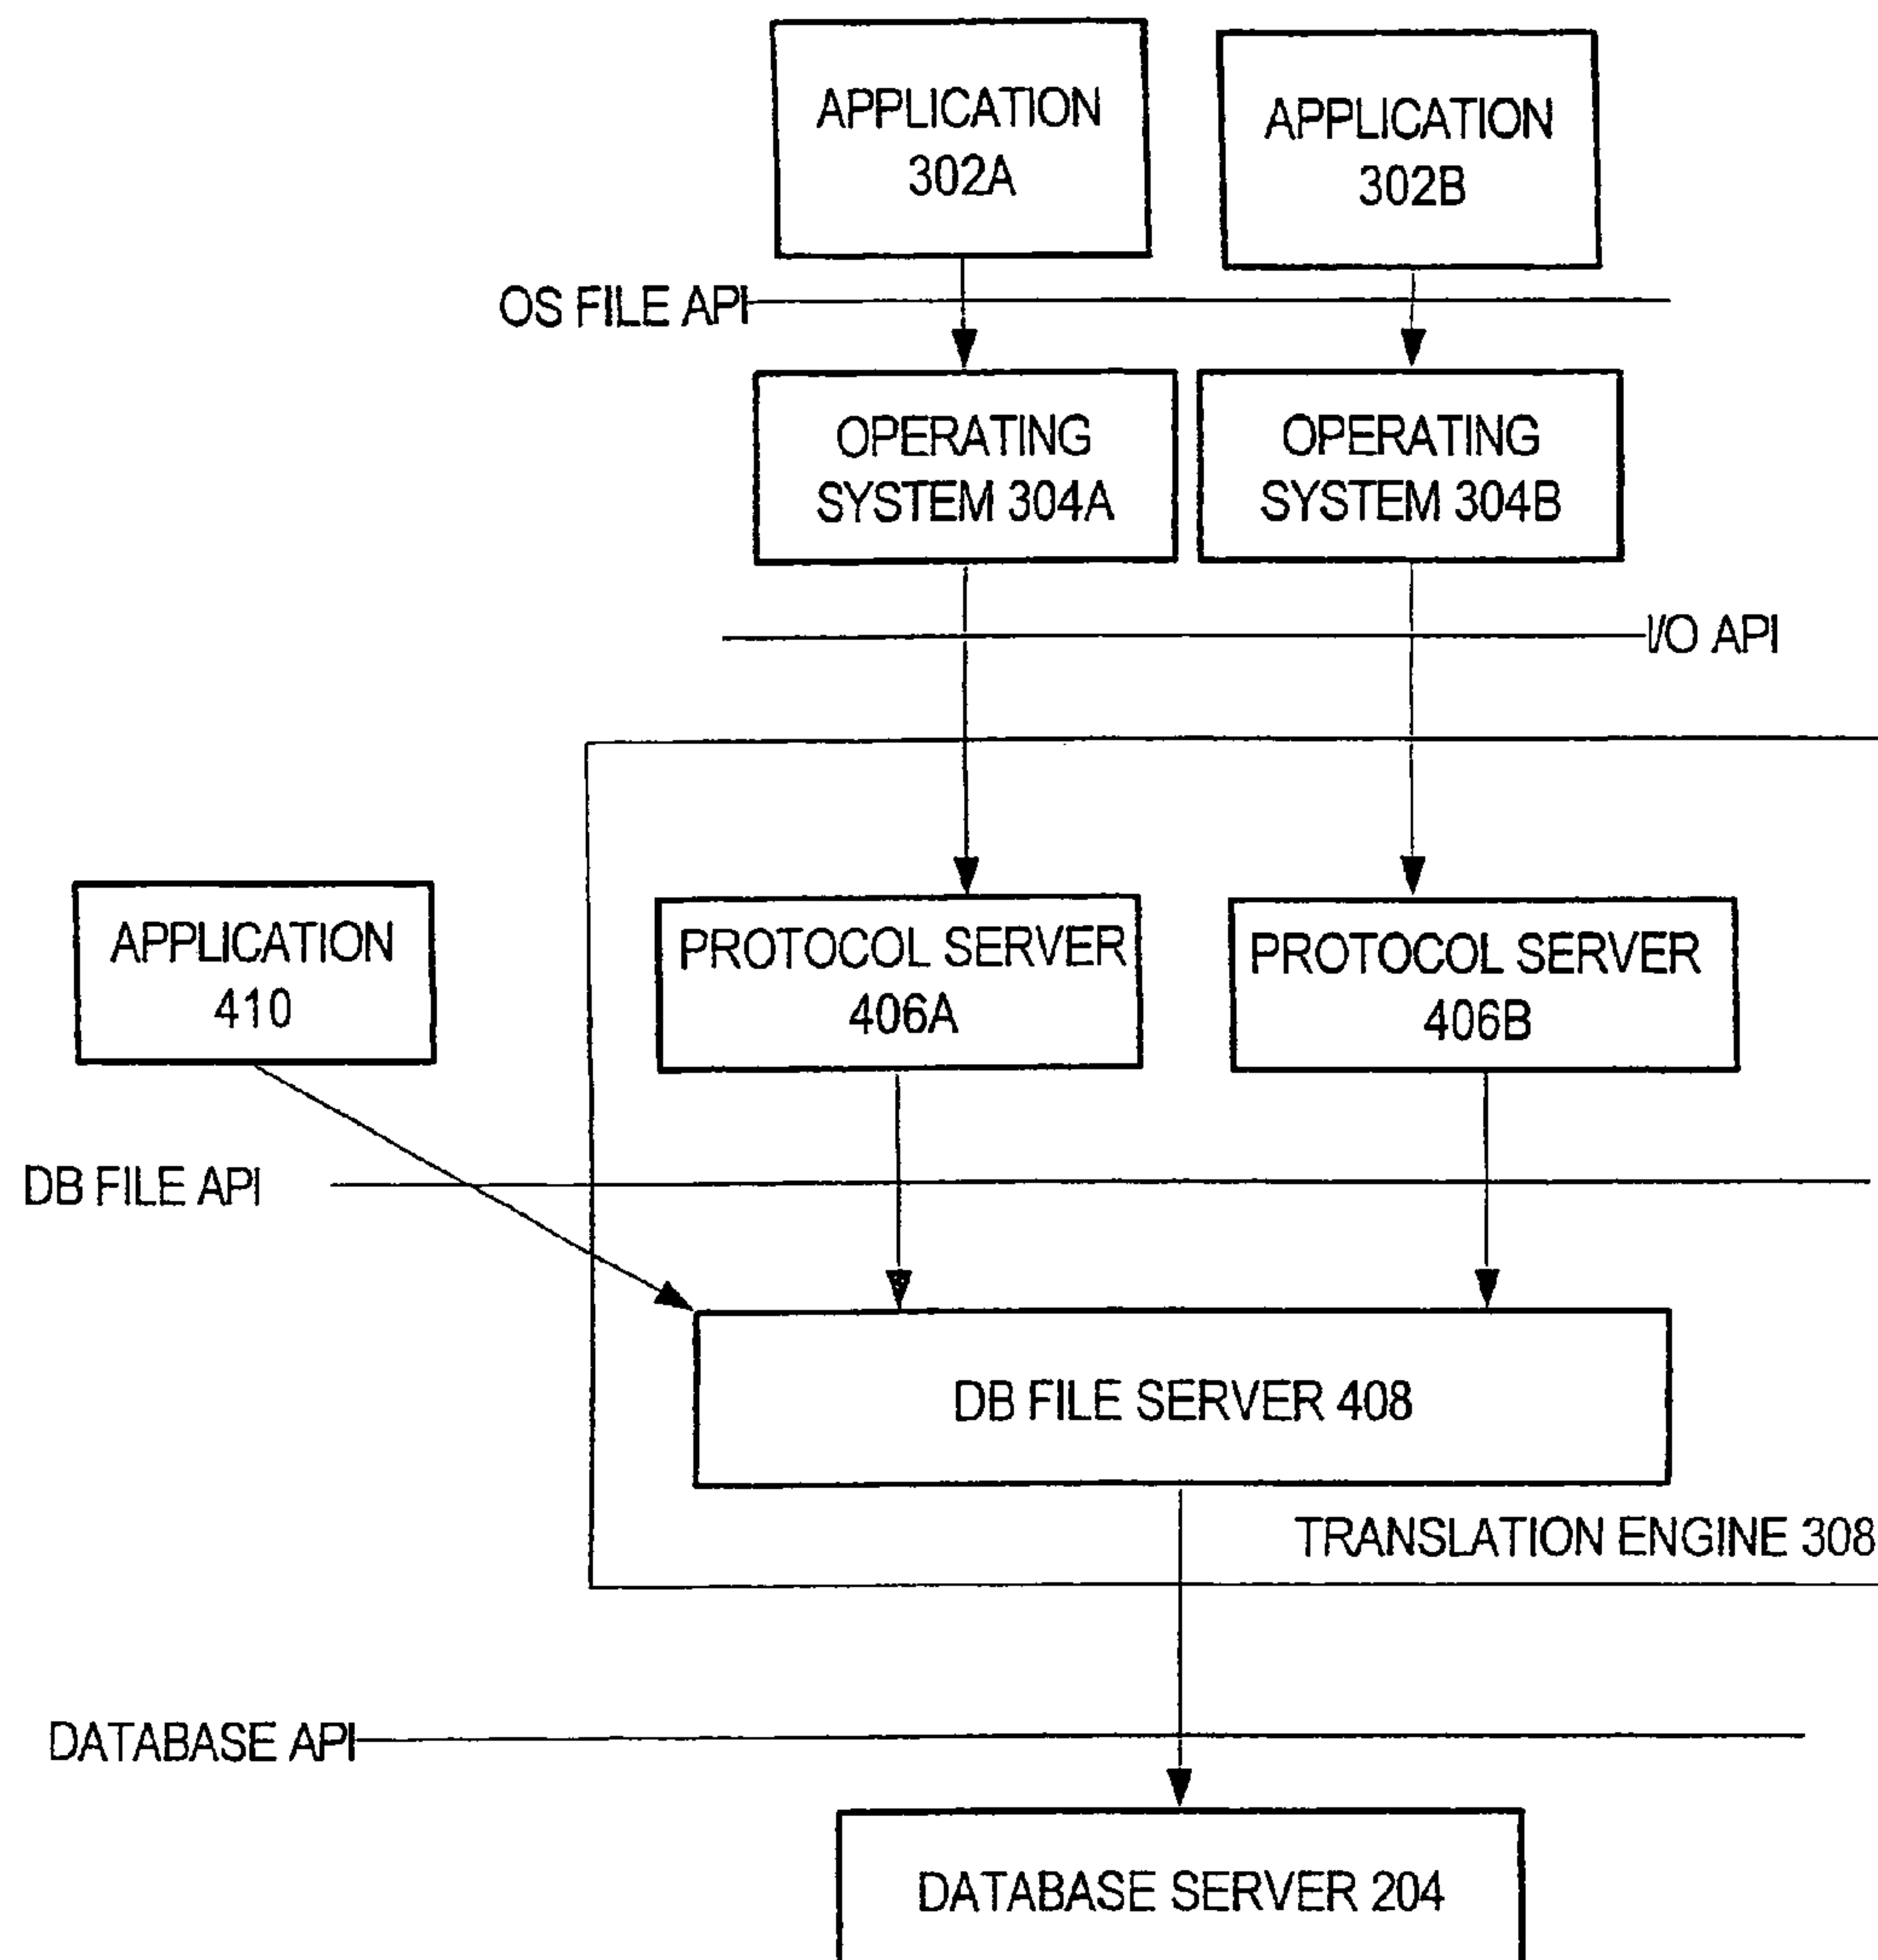 APPLICATION
302A
APPLICATION
302B
OS FILE API
OPERATING
SYSTEM 304A
OPERATING
SYSTEM 304B
I/O API
APPLICATION
410
PROTOCOL SERVER
406A
PROTOCOL SERVER
406B
DB FILE API
DB FILE SERVER 408
TRANSLATION ENGINE 308
DATABASE API
DATABASE SERVER 204